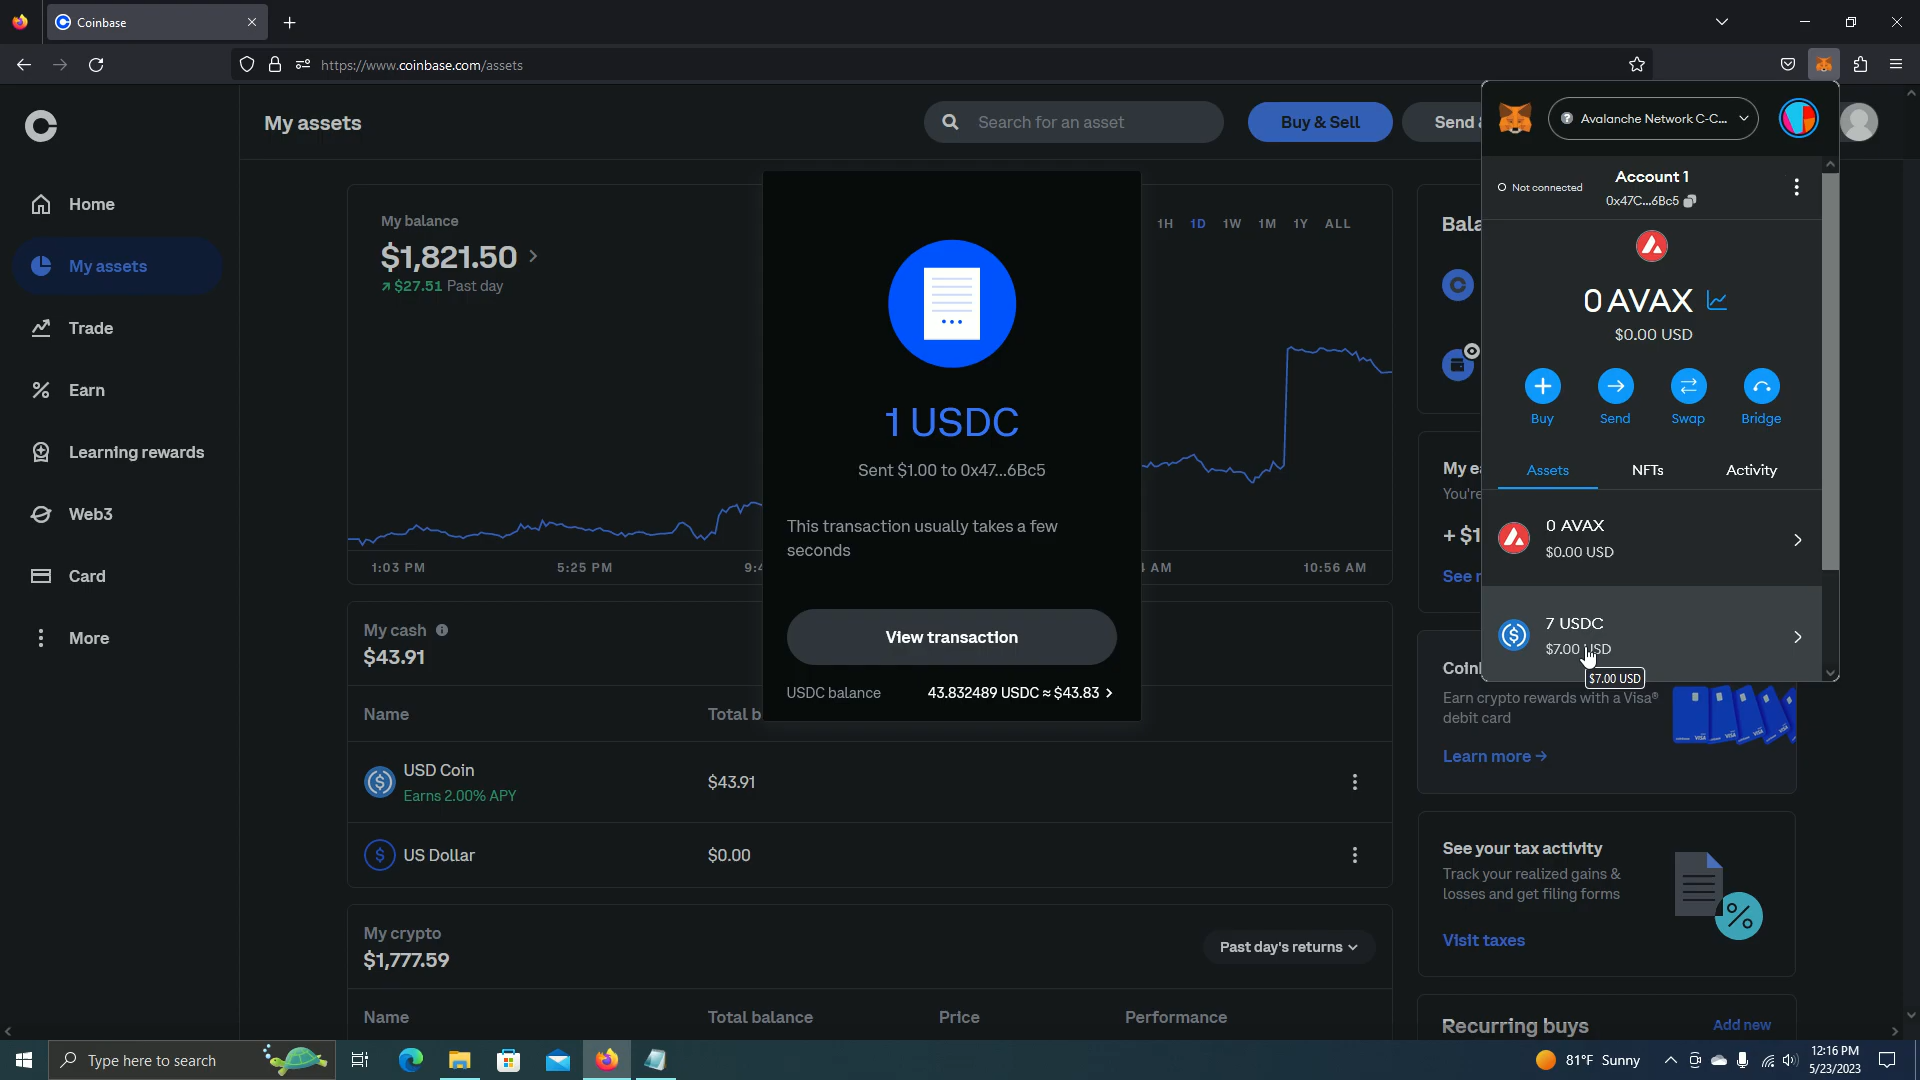 Coinbase
https://www.coinbase.com/assets
My assets
Search for an asset
Buy & Sell
Home
My assets
Trade
Earn
Learning rewards
Web3
Card
More
My balance
$1,821.50
$27.51 Past day
1H 1D 1W 1M 1Y ALL
1:03 PM
5:25 PM
10:56 AM
My cash
$43.91
Name
USD Coin
Earns 2.00% APY
$43.91
US Dollar
$0.00
My crypto
$1,777.59
Past day's returns
Name
Total balance
Price
Performance
1 USDC
Sent $1.00 to 0x47...6Bc5
This transaction usually takes a few
seconds
View transaction
USDC balance
43.832489 USDC ≈ $43.83
Avalanche Network C-C...
Not connected
Account 1
0x47C...6Bc5
0 AVAX
$0.00 USD
Buy
Send
Swap
Bridge
Assets
NFTs
Activity
0 AVAX
$0.00 USD
7 USDC
$7.00 USD
$7.00 USD
Earn crypto rewards with a Visa®
debit card
Learn more
VISA
See your tax activity
Track your realized gains &
losses and get filing forms
Visit taxes
Recurring buys
Add new
Type here to search
81°F Sunny
12:16 PM
5/23/2023